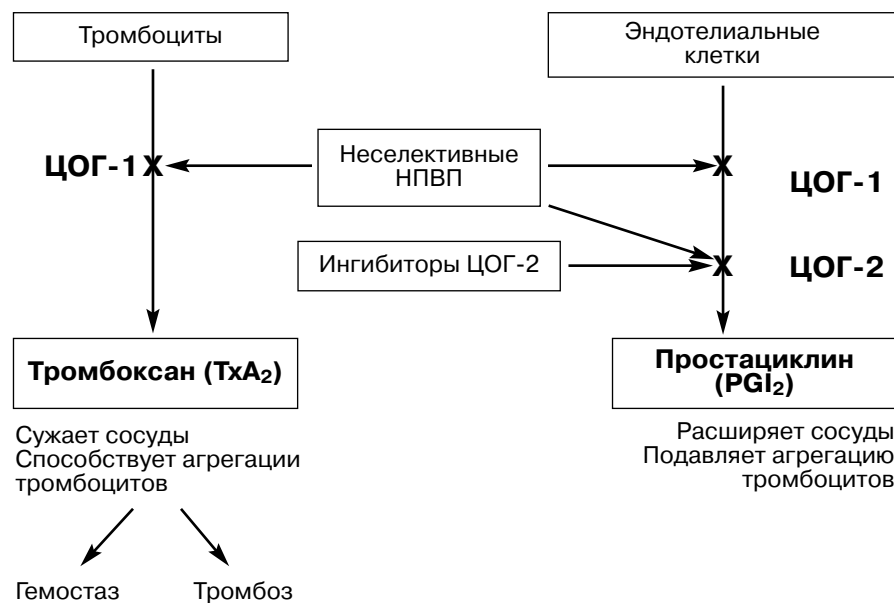 Тромбоциты
Эндотелиальные
клетки
ЦОГ-1 X
Неселективные
НПВП
X
ЦОГ-1
Ингибиторы ЦОГ-2
X
ЦОГ-2
Тромбоксан (TxA₂)
Простациклин
(PGI₂)
Сужает сосуды
Способствует агрегации
тромбоцитов
Расширяет сосуды
Подавляет агрегацию
тромбоцитов
Гемостаз
Тромбоз